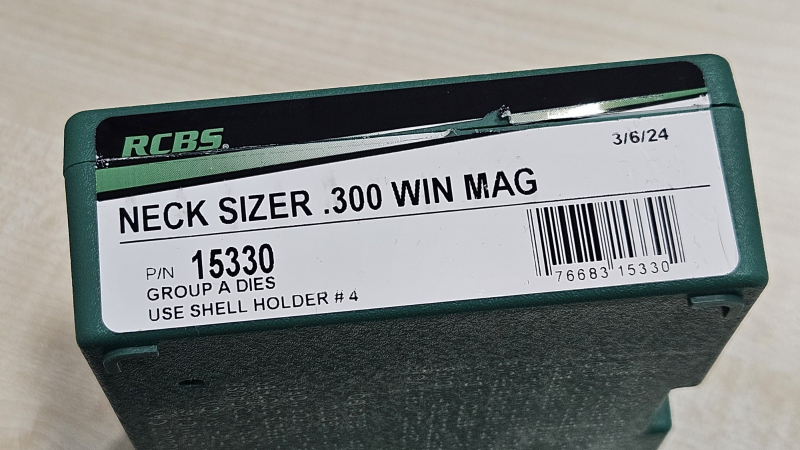 RCBS
3/6/24
NECK SIZER .300 WIN MAG
P/N 15330
GROUP A DIES
USE SHELL HOLDER # 4
76683 15330